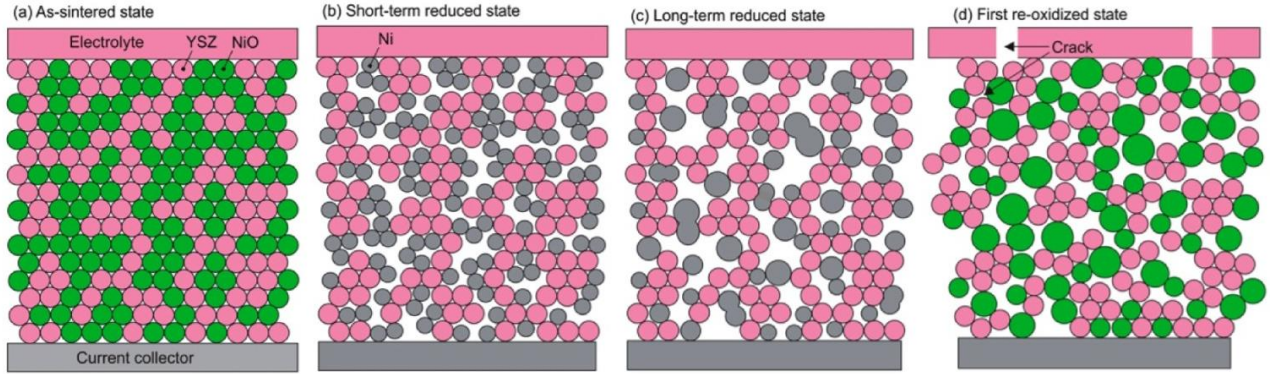 (a) As-sintered state
(b) Short-term reduced state
(c) Long-term reduced state
(d) First re-oxidized state
Electrolyte
YSZ
NiO
Ni
Crack
Current collector